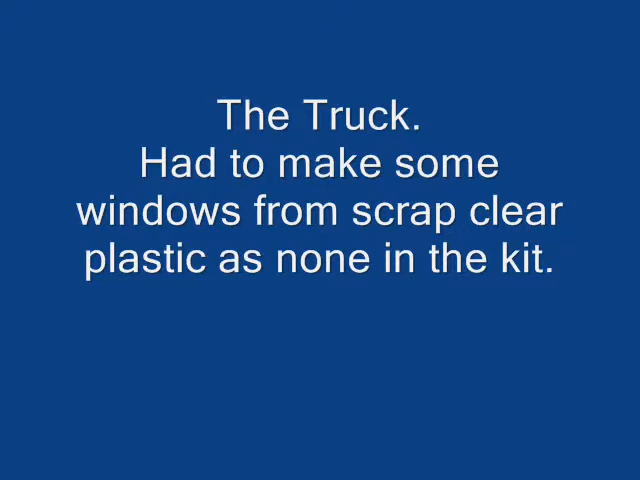 The Truck.
Had to make some
windows from scrap clear
plastic as none in the kit.